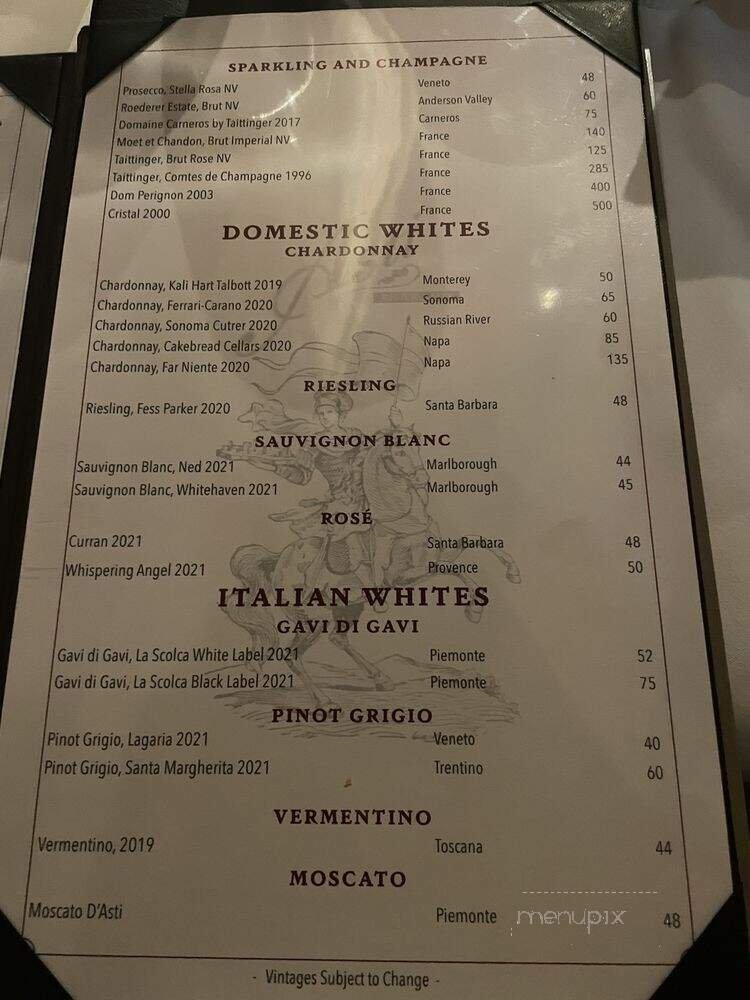 SPARKLING AND CHAMPAGNE
Prosecco, Stella Rosa NV Veneto 48
Roederer Estate, Brut NV Anderson Valley 60
Domaine Carneros by Taittinger 2017 Carneros 75
Moet et Chandon, Brut Imperial NV France 140
Taittinger, Brut Rose NV France 125
Taittinger, Comtes de Champagne 1996 France 285
Dom Perignon 2003 France 400
Cristal 2000 France 500
DOMESTIC WHITES
CHARDONNAY
Chardonnay, Kali Hart Talbott 2019 Monterey 50
Chardonnay, Ferrari-Carano 2020 Sonoma 65
Chardonnay, Sonoma Cutrer 2020 Russian River 60
Chardonnay, Cakebread Cellars 2020 Napa 85
Chardonnay, Far Niente 2020 Napa 135
RIESLING
Riesling, Fess Parker 2020 Santa Barbara 48
SAUVIGNON BLANC
Sauvignon Blanc, Ned 2021 Marlborough 44
Sauvignon Blanc, Whitehaven 2021 Marlborough 45
ROSÉ
Curran 2021 Santa Barbara 48
Whispering Angel 2021 Provence 50
ITALIAN WHITES
GAVI DI GAVI
Gavi di Gavi, La Scolca White Label 2021 Piemonte 52
Gavi di Gavi, La Scolca Black Label 2021 Piemonte 75
PINOT GRIGIO
Pinot Grigio, Lagaria 2021 Veneto 40
Pinot Grigio, Santa Margherita 2021 Trentino 60
VERMENTINO
Vermentino, 2019 Toscana 44
MOSCATO
Moscato D'Asti Piemonte 48
menupix
- Vintages Subject to Change -